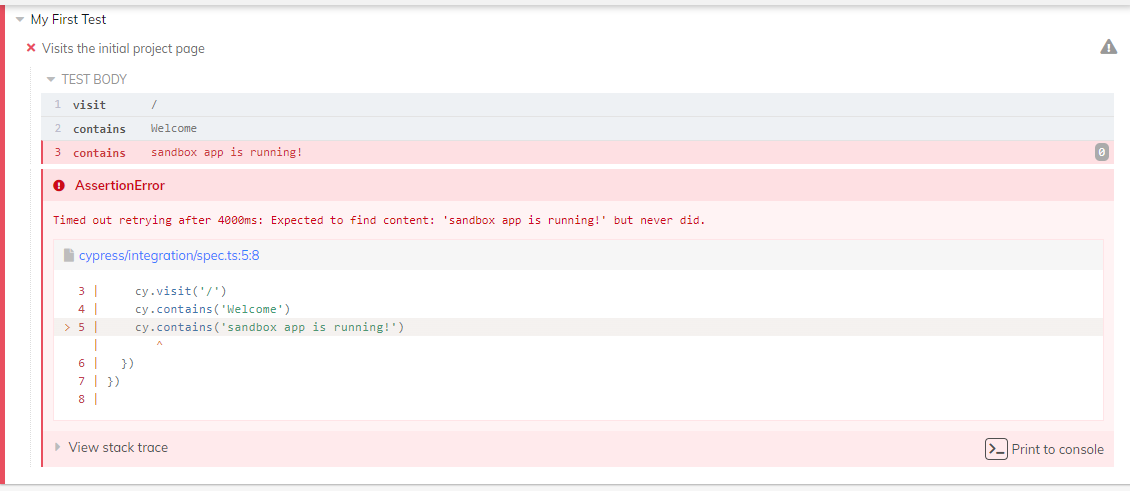 My First Test
Visits the initial project page
TEST BODY
1 visit /
2 contains Welcome
3 contains sandbox app is running! 0
AssertionError
Timed out retrying after 4000ms: Expected to find content: 'sandbox app is running!' but never did.
cypress/integration/spec.ts:5:8
3 | cy.visit('/')
4 | cy.contains('Welcome')
> 5 | cy.contains('sandbox app is running!')
| ^
6 | })
7 | })
8 |
View stack trace
>_ Print to console